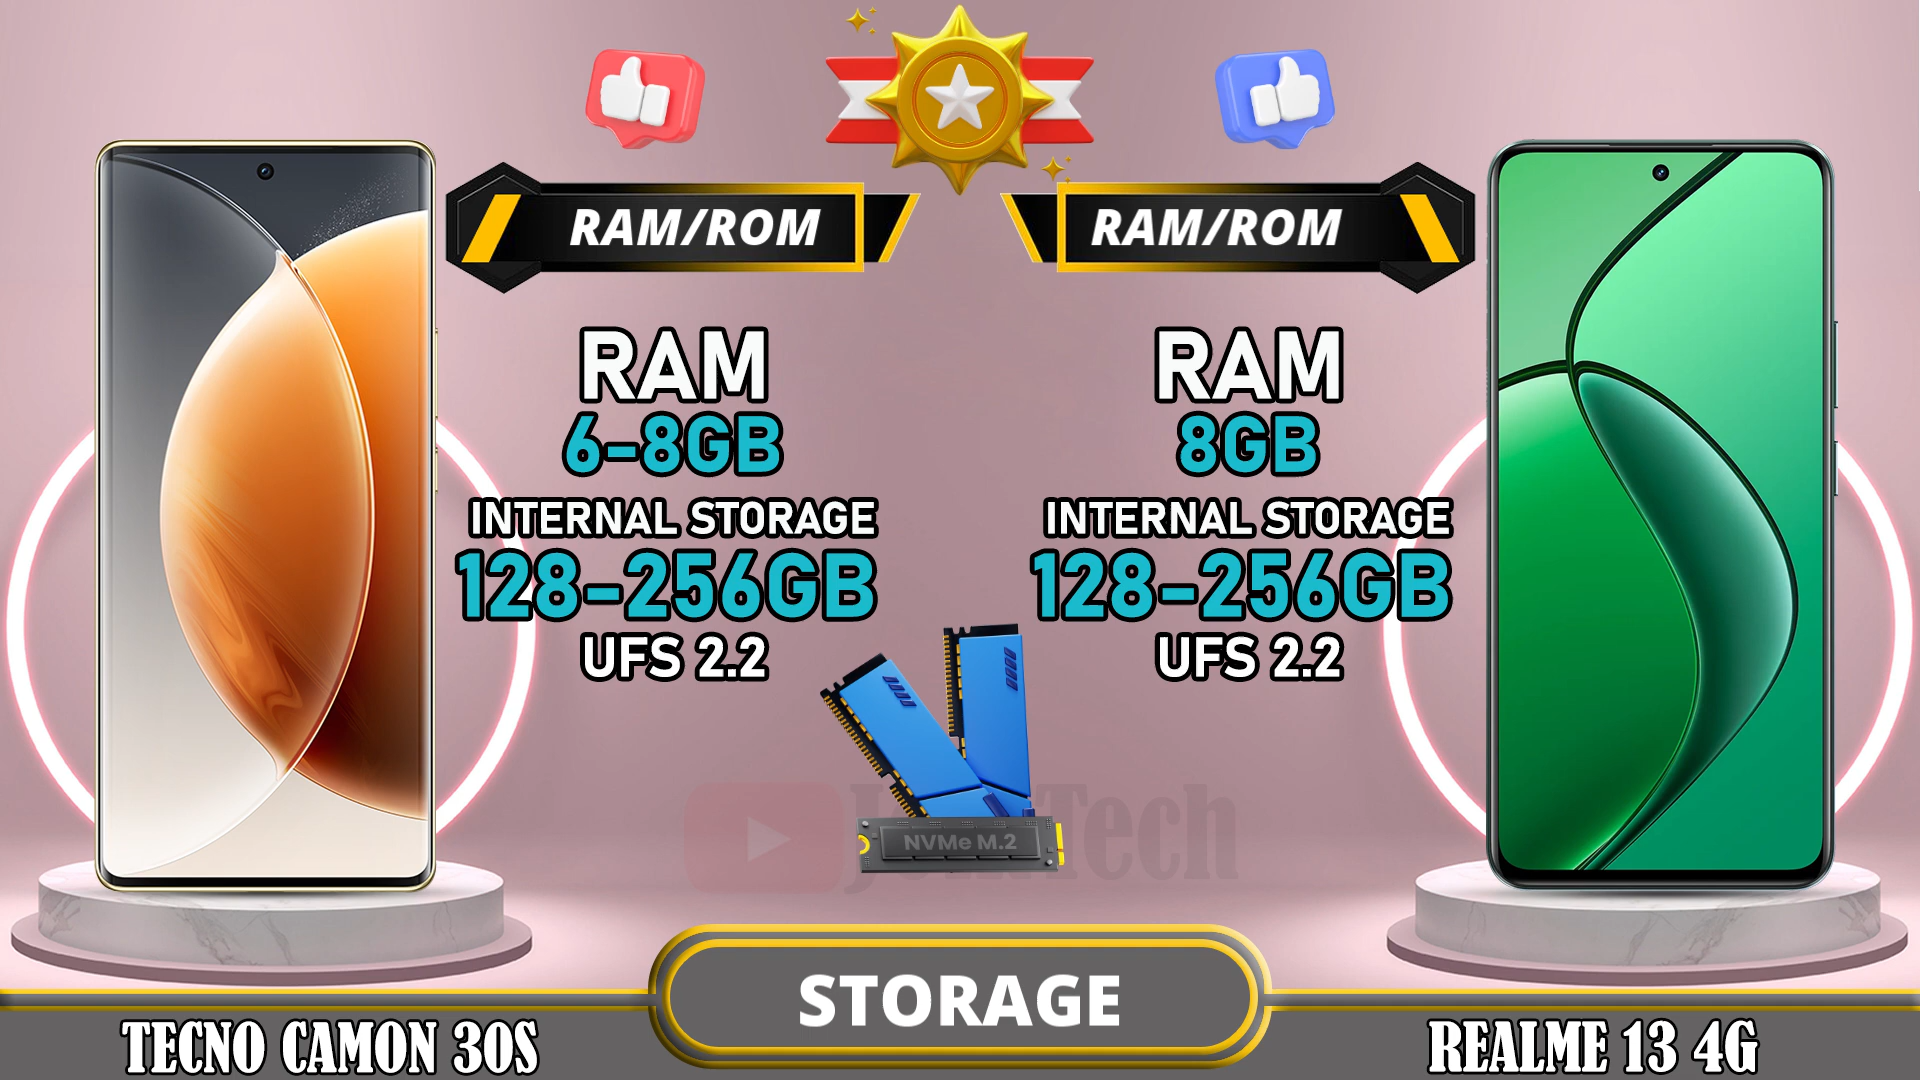 RAM/ROM
RAM
6-8GB
INTERNAL STORAGE
128-256GB
UFS 2.2
RAM/ROM
RAM
8GB
INTERNAL STORAGE
128-256GB
UFS 2.2
NVMe M.2
Tech
STORAGE
TECNO CAMON 30S
REALME 13 4G